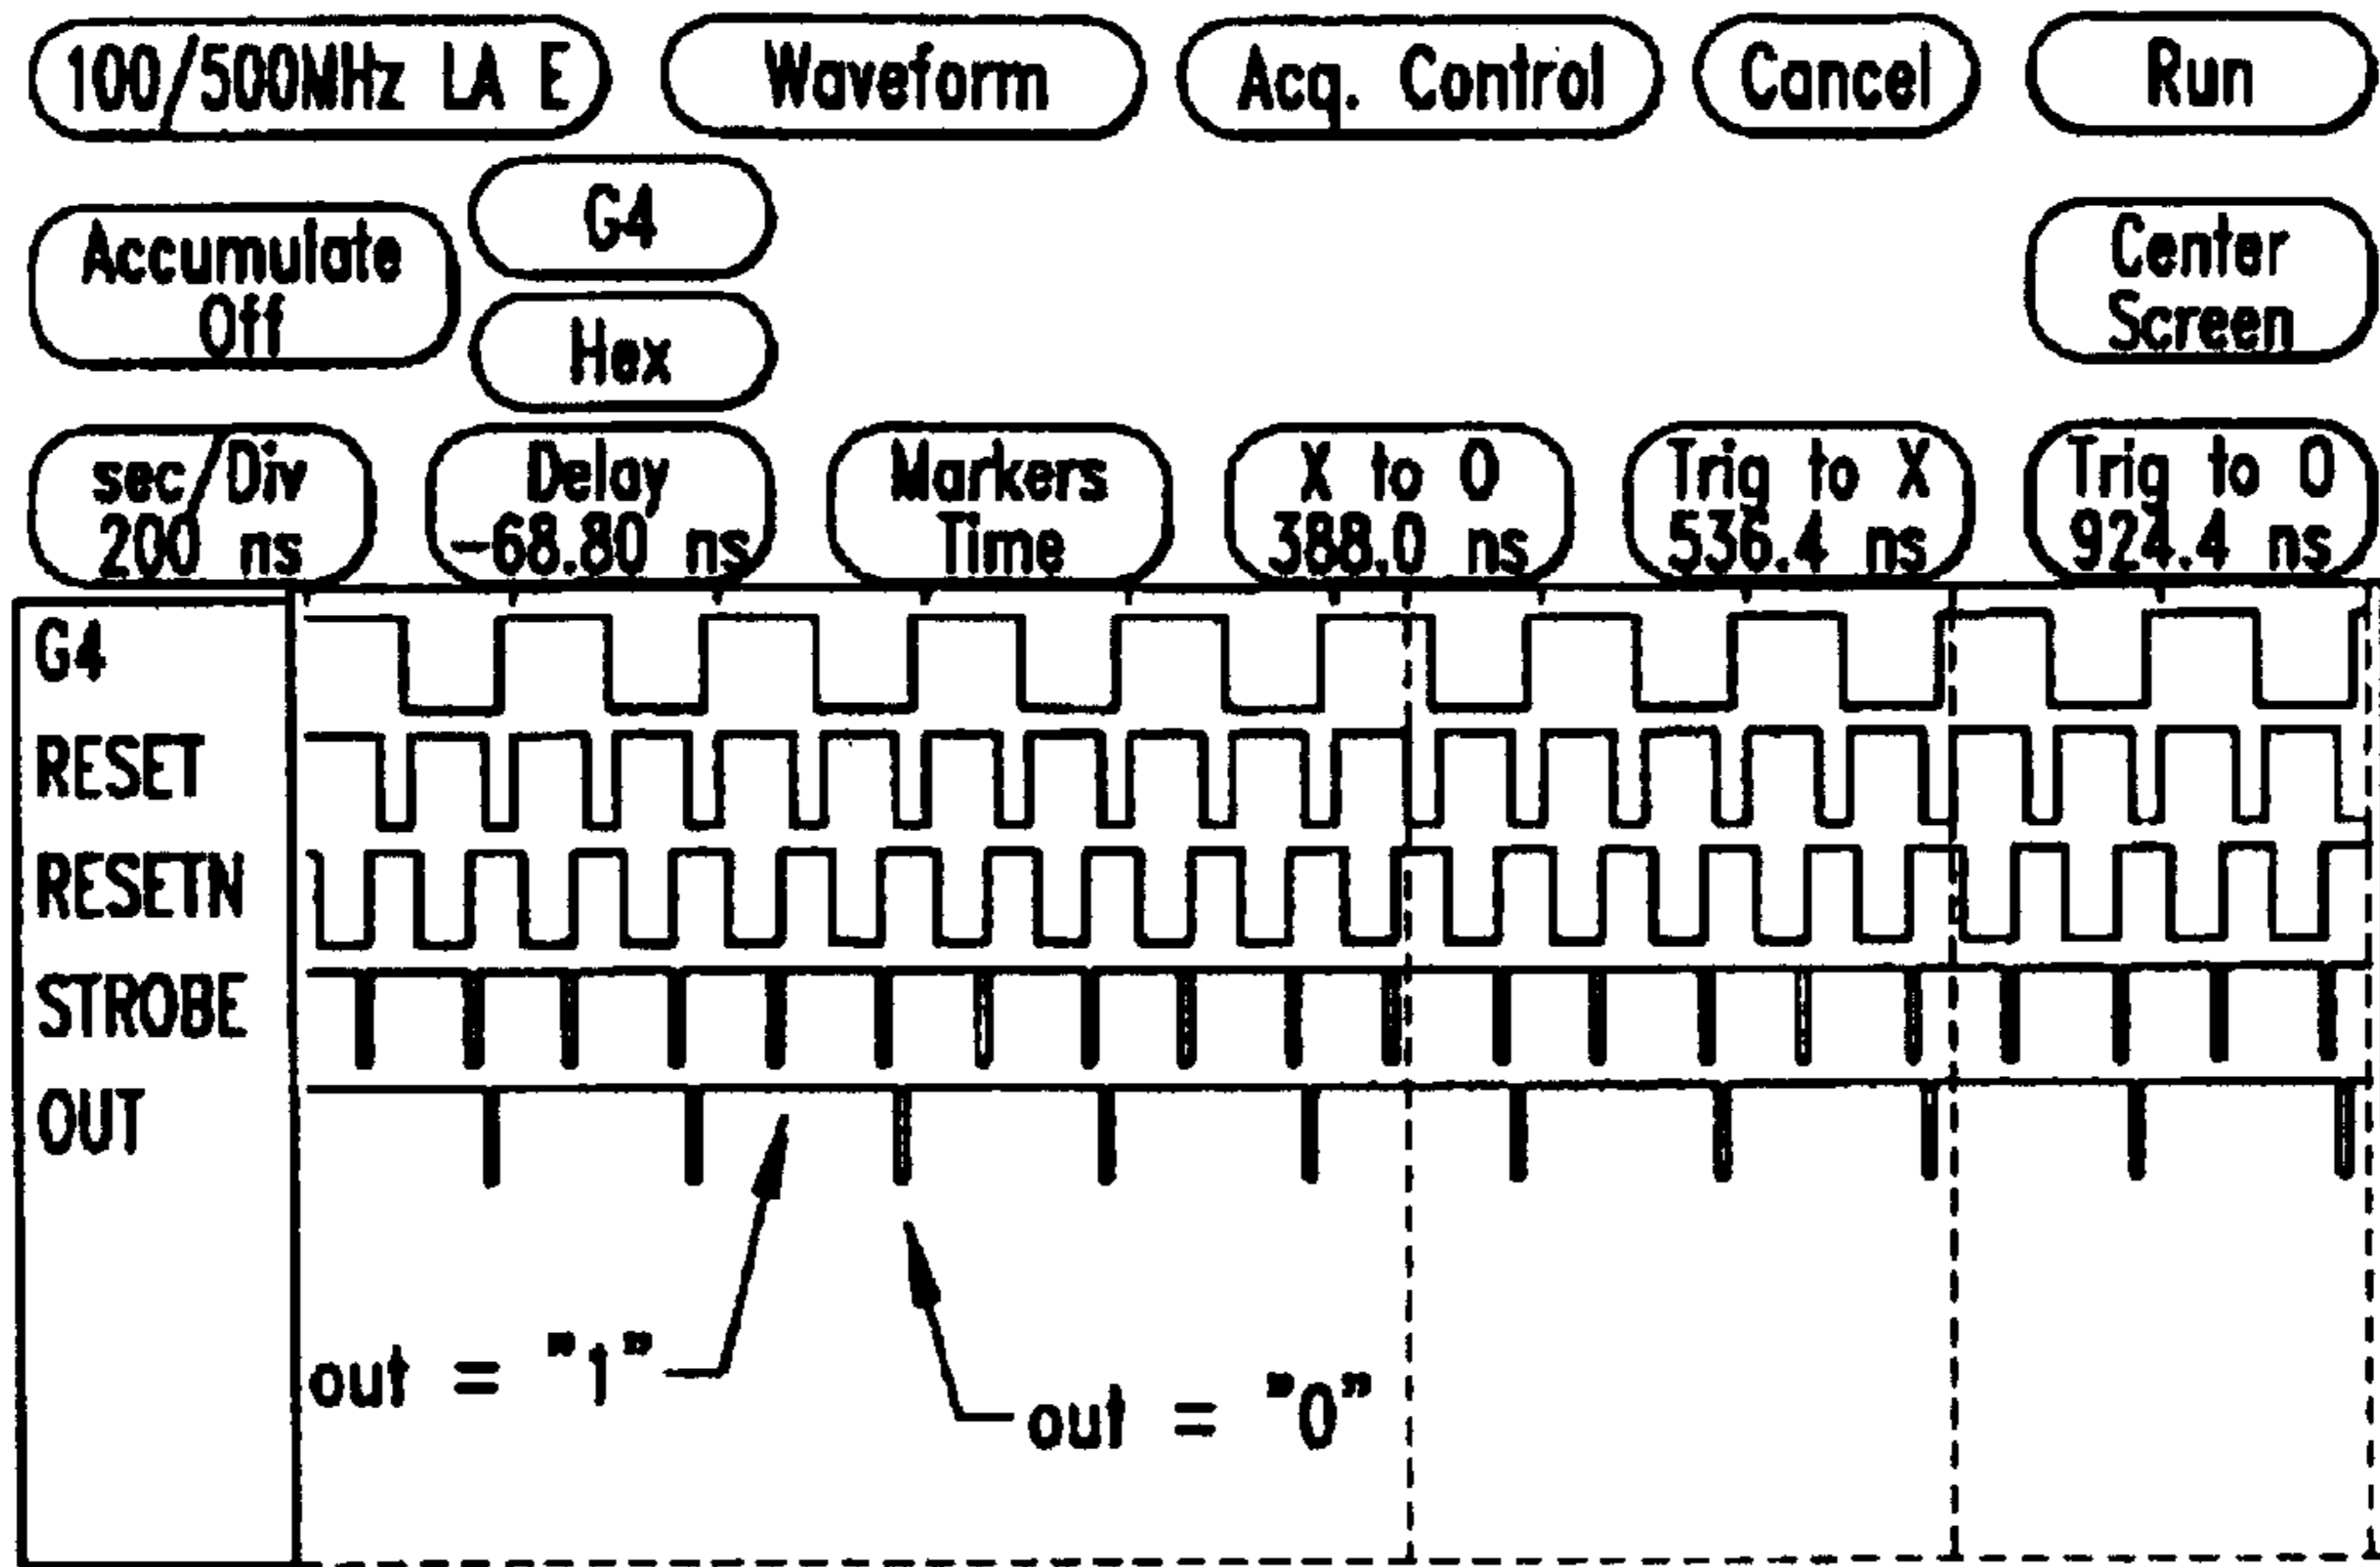 100/500MHz LA E
Waveform
Acq. Control
Cancel
Run
Accumulate
Off
G4
Hex
Center
Screen
sec/Div
200 ns
Delay
-68.80 ns
Markers
Time
X to O
388.0 ns
Trig to X
536.4 ns
Trig to O
924.4 ns
G4
RESET
RESETN
STROBE
OUT
out = "1"
out = "0"